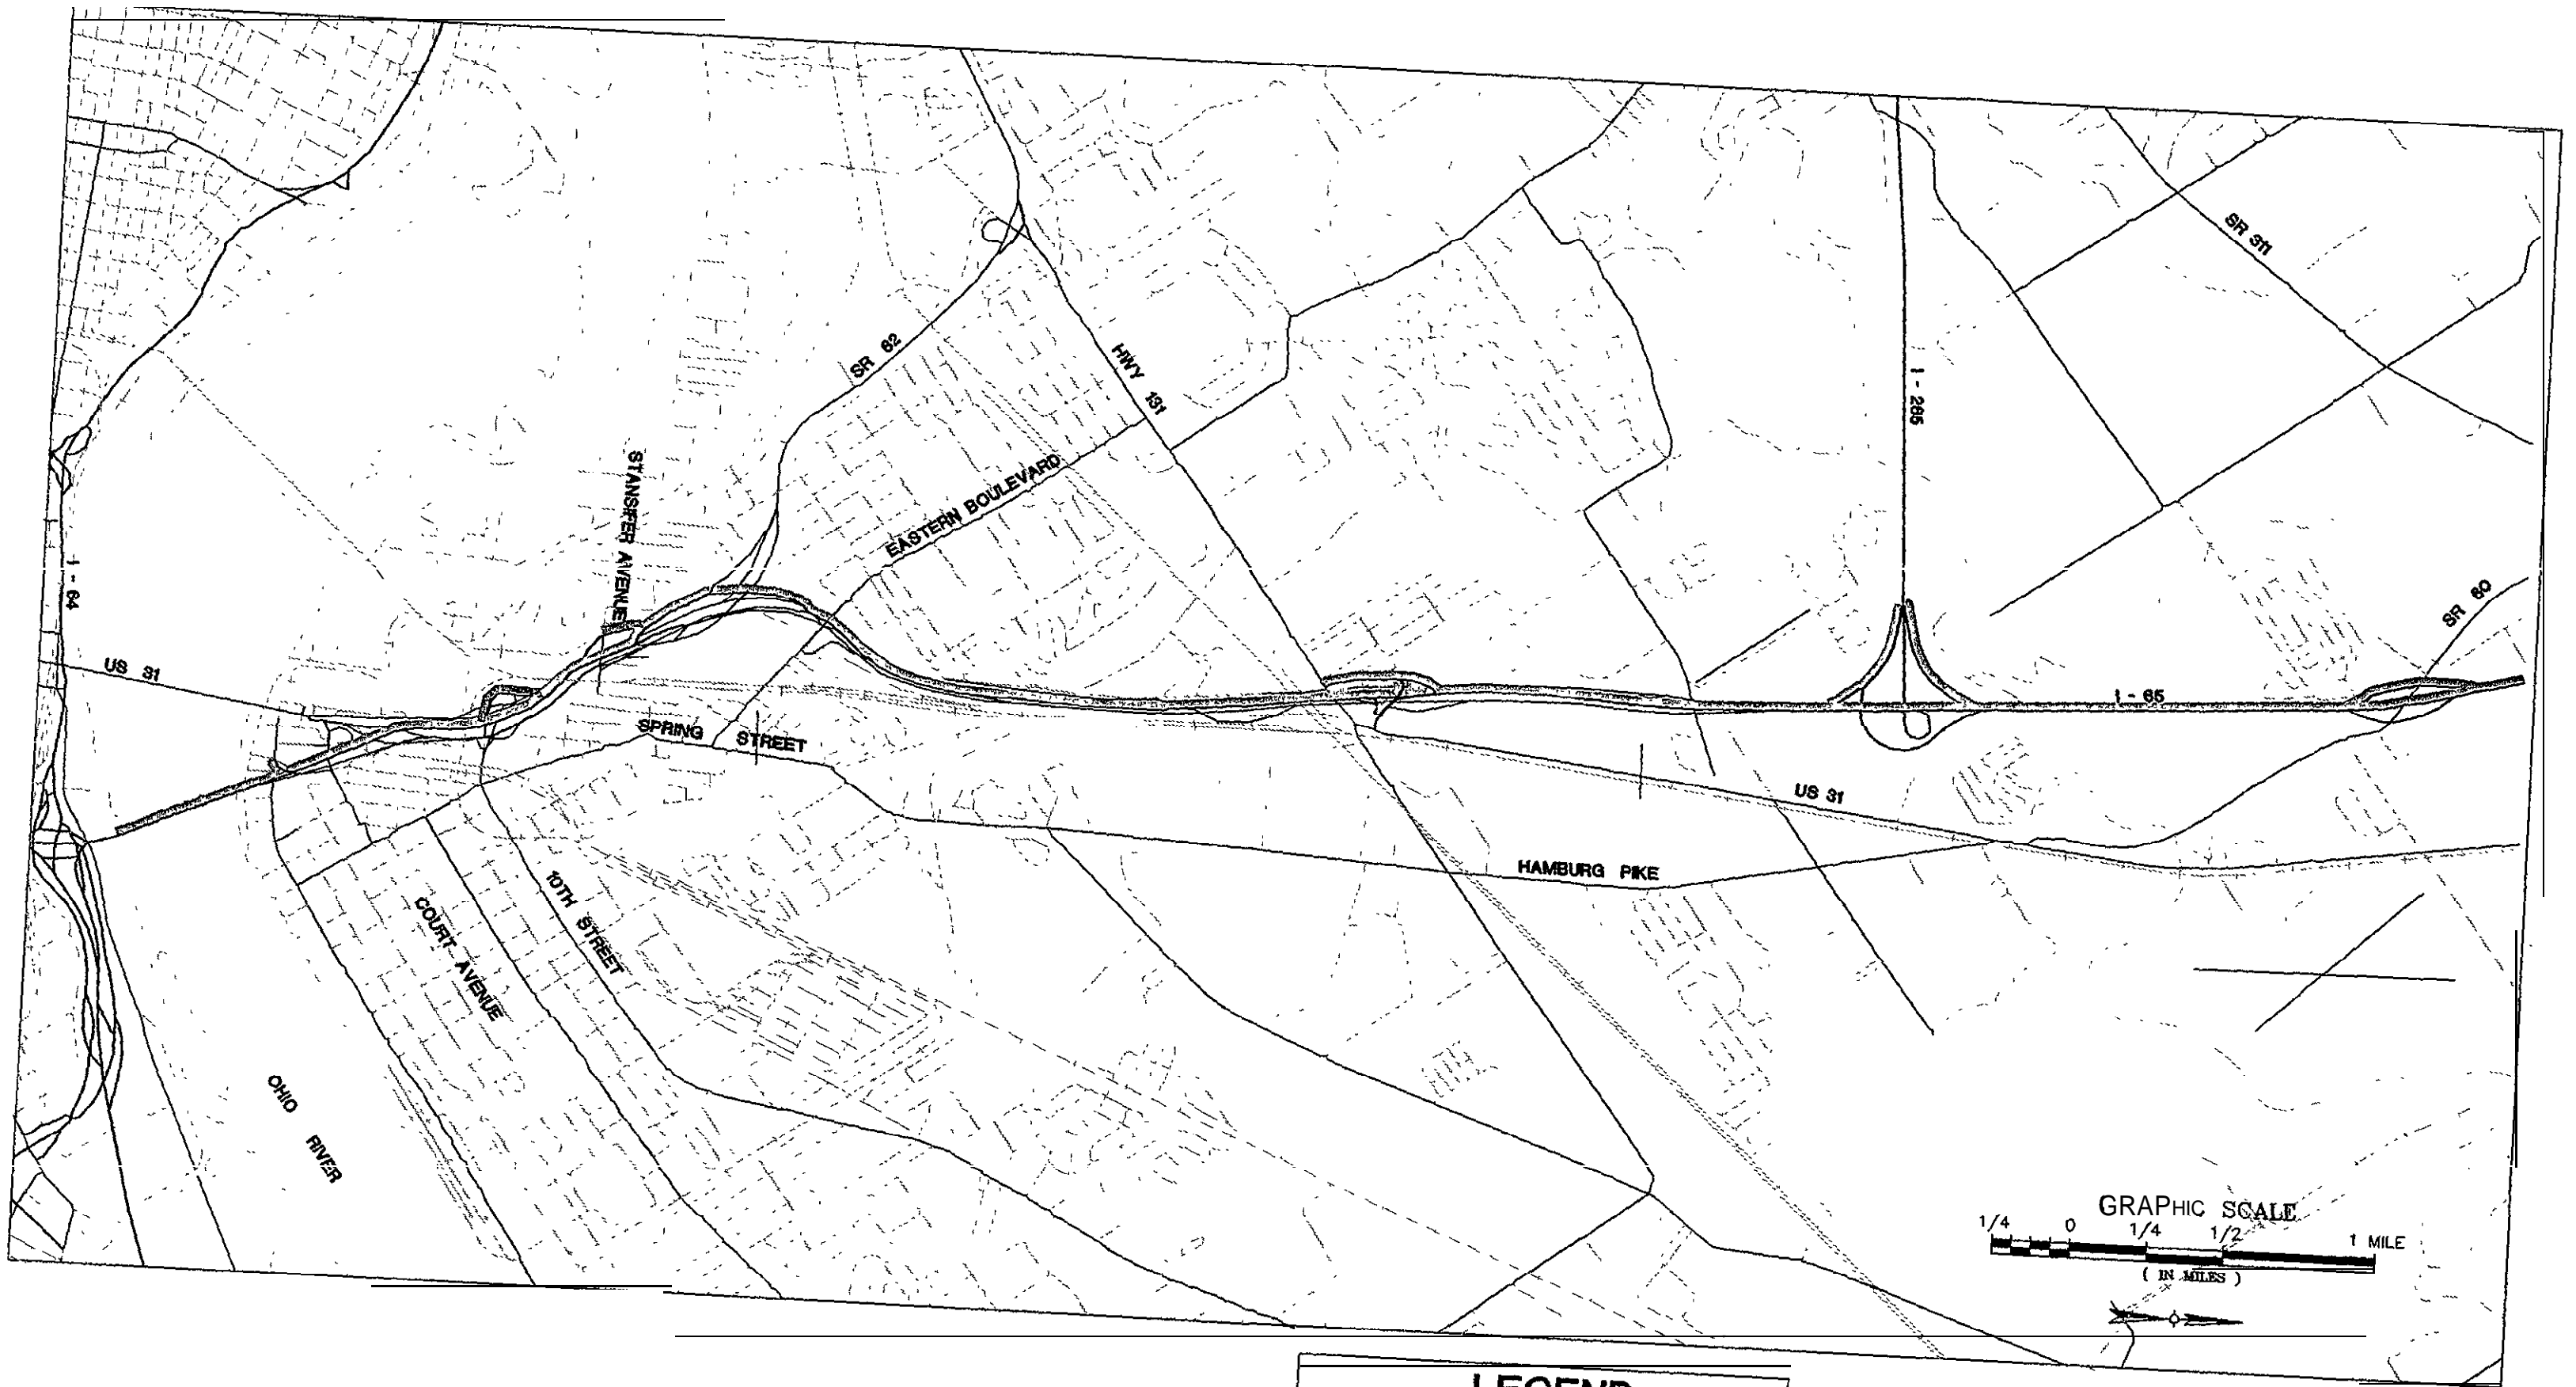 SR 311
SR 62
HWY 131
I - 265
STANSIFER AVENUE
EASTERN BOULEVARD
I - 64
SR 60
US 31
I - 65
SPRING STREET
US 31
HAMBURG PIKE
10TH STREET
COURT AVENUE
OHIO RIVER
GRAPHIC SCALE
1/4 0 1/4 1/2 1 MILE
( IN MILES )
LEGEND